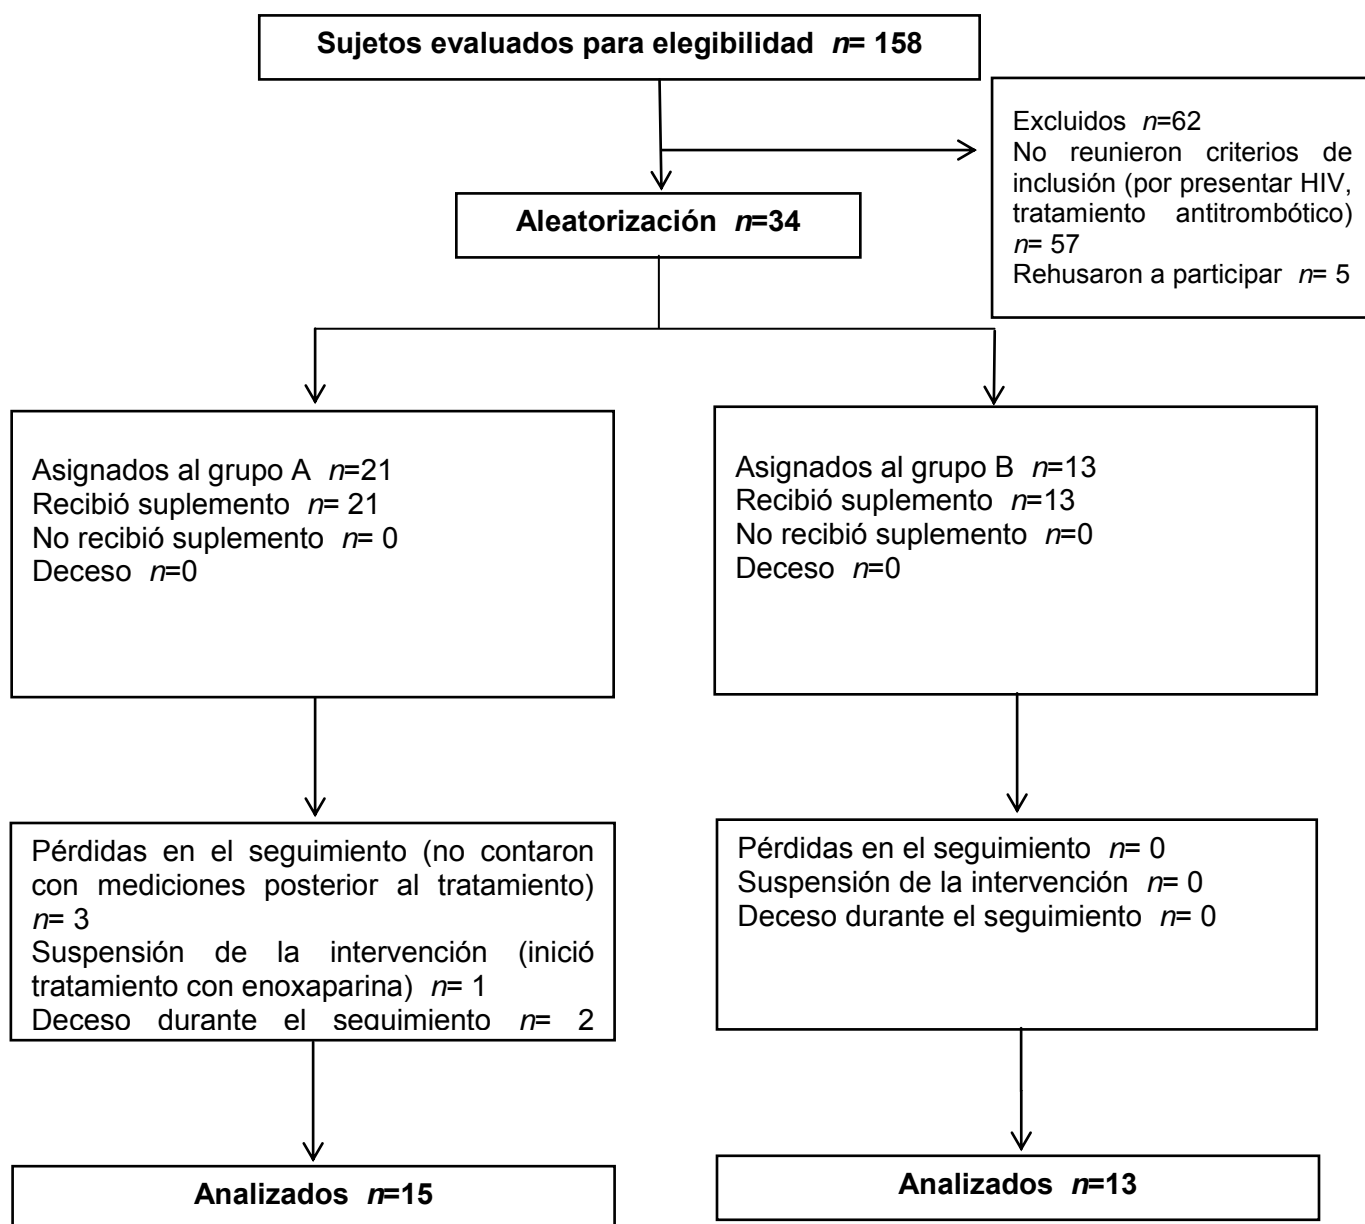 Sujetos evaluados para elegibilidad n= 158
Excluidos n=62
No reunieron criterios de
inclusión (por presentar HIV,
tratamiento antitrombótico)
n= 57
Rehusaron a participar n= 5
Aleatorización n=34
Asignados al grupo A n=21
Recibió suplemento n= 21
No recibió suplemento n= 0
Deceso n=0
Asignados al grupo B n=13
Recibió suplemento n=13
No recibió suplemento n=0
Deceso n=0
Pérdidas en el seguimiento (no contaron
con mediciones posterior al tratamiento)
n= 3
Suspensión de la intervención (inició
tratamiento con enoxaparina) n= 1
Deceso durante el seguimiento n= 2
Pérdidas en el seguimiento n= 0
Suspensión de la intervención n= 0
Deceso durante el seguimiento n= 0
Analizados n=15
Analizados n=13